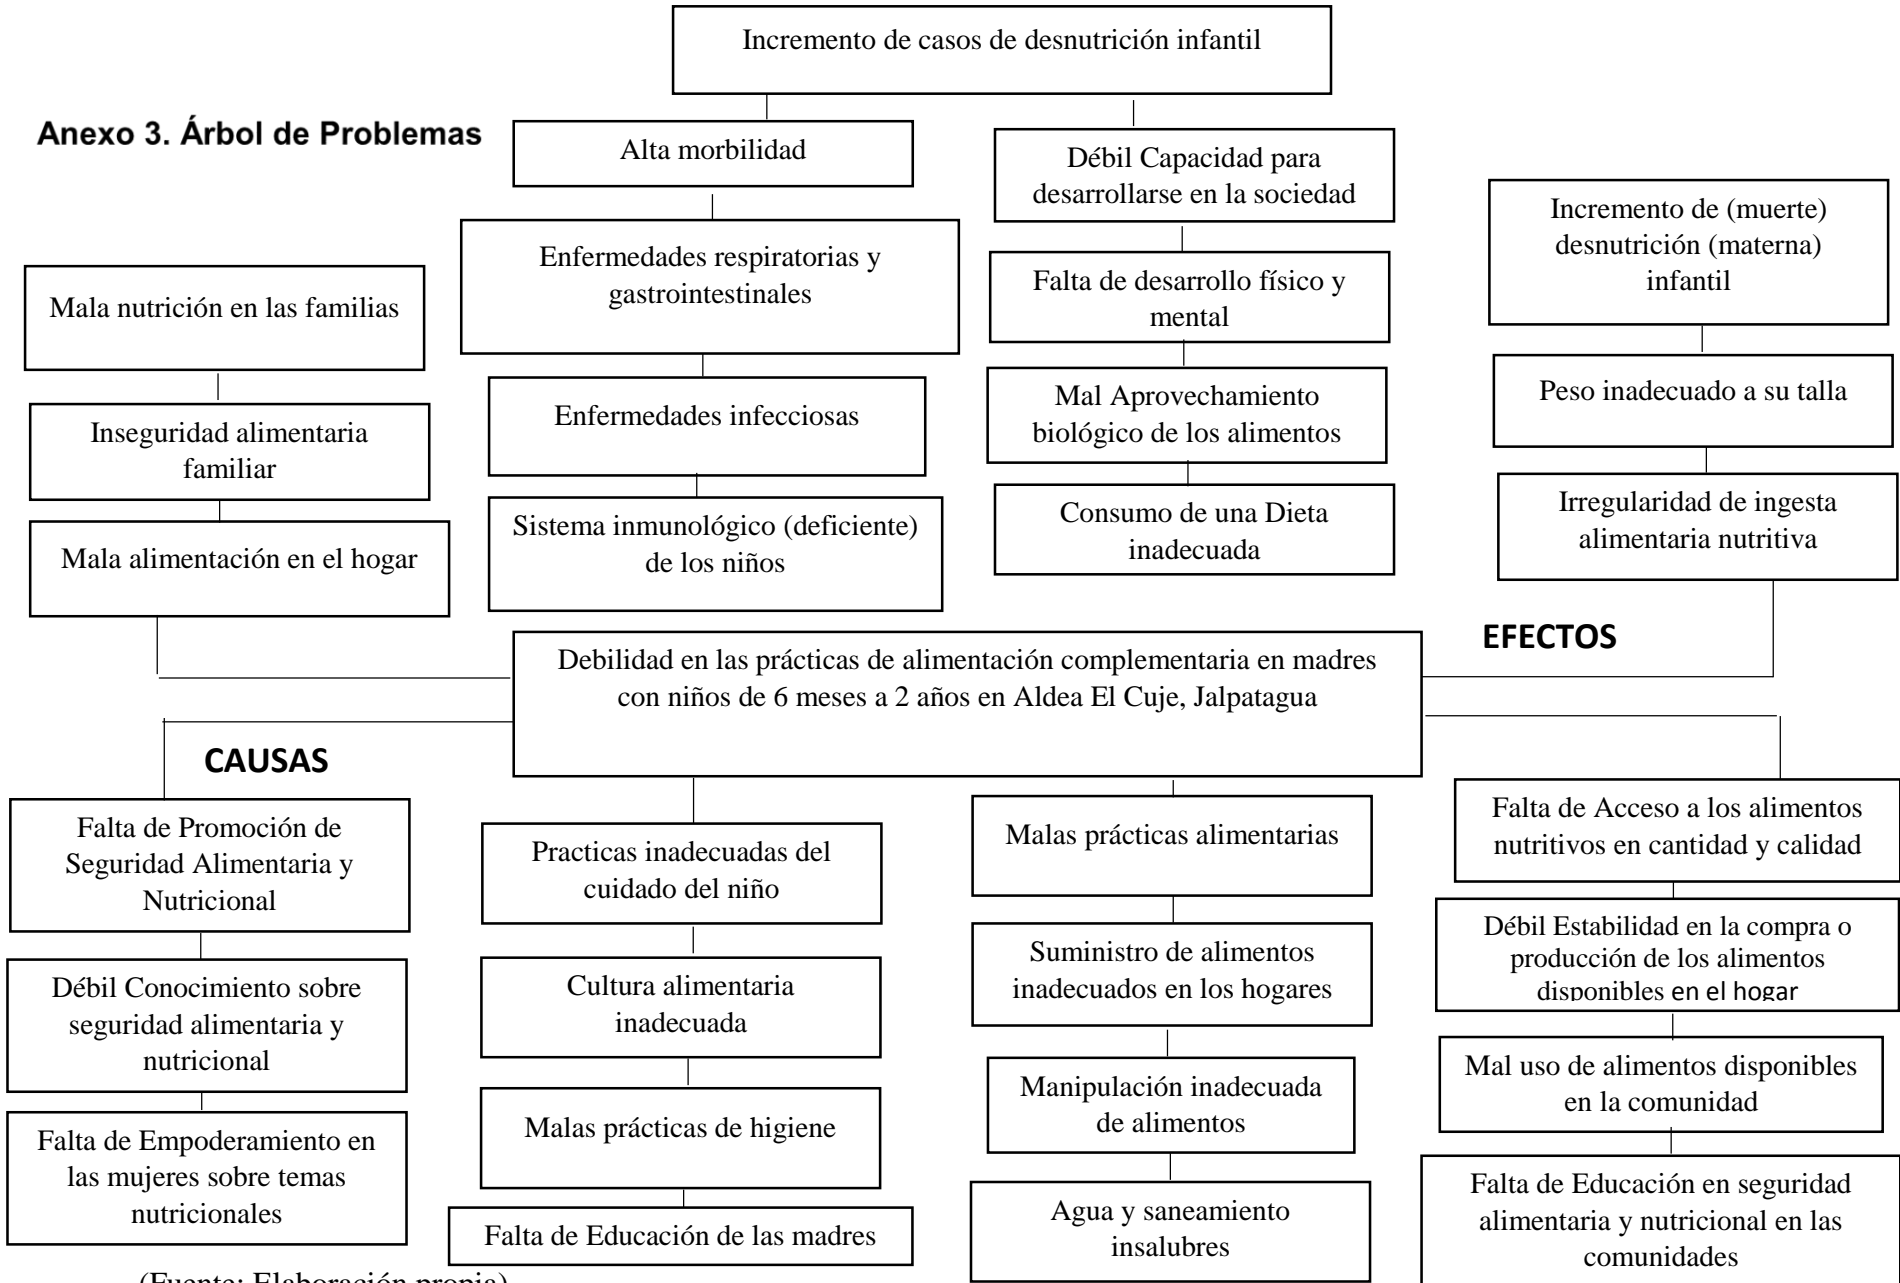 Incremento de casos de desnutrición infantil
Anexo 3. Árbol de Problemas
Alta morbilidad
Débil Capacidad para
desarrollarse en la sociedad
Incremento de (muerte)
desnutrición (materna)
infantil
Mala nutrición en las familias
Enfermedades respiratorias y
gastrointestinales
Falta de desarrollo físico y
mental
Peso inadecuado a su talla
Inseguridad alimentaria
familiar
Enfermedades infecciosas
Mal Aprovechamiento
biológico de los alimentos
Irregularidad de ingesta
alimentaria nutritiva
Mala alimentación en el hogar
Sistema inmunológico (deficiente)
de los niños
Consumo de una Dieta
inadecuada
EFECTOS
Debilidad en las prácticas de alimentación complementaria en madres
con niños de 6 meses a 2 años en Aldea El Cuje, Jalpatagua
CAUSAS
Falta de Promoción de
Seguridad Alimentaria y
Nutricional
Practicas inadecuadas del
cuidado del niño
Malas prácticas alimentarias
Falta de Acceso a los alimentos
nutritivos en cantidad y calidad
Débil Conocimiento sobre
seguridad alimentaria y
nutricional
Cultura alimentaria
inadecuada
Suministro de alimentos
inadecuados en los hogares
Débil Estabilidad en la compra o
producción de los alimentos
disponibles en el hogar
Falta de Empoderamiento en
las mujeres sobre temas
nutricionales
Malas prácticas de higiene
Manipulación inadecuada
de alimentos
Mal uso de alimentos disponibles
en la comunidad
Falta de Educación de las madres
Agua y saneamiento
insalubres
Falta de Educación en seguridad
alimentaria y nutricional en las
comunidades
(Fuente: Elaboración propia)